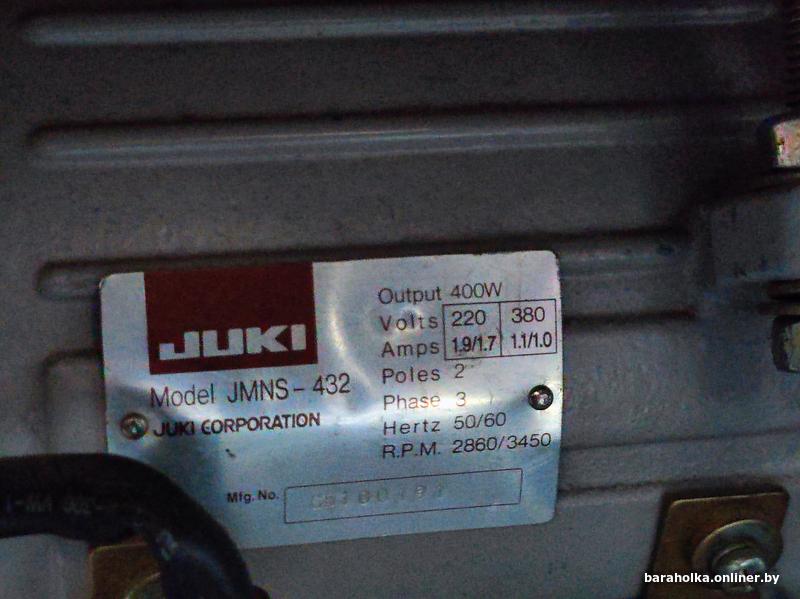 JUKI
Model JMNS-432
JUKI CORPORATION
Output 400W
Volts 220 380
Amps 1.9/1.7 1.1/1.0
Poles 2
Phase 3
Hertz 50/60
R.P.M. 2860/3450
Mfg. No.
baraholka.onliner.by